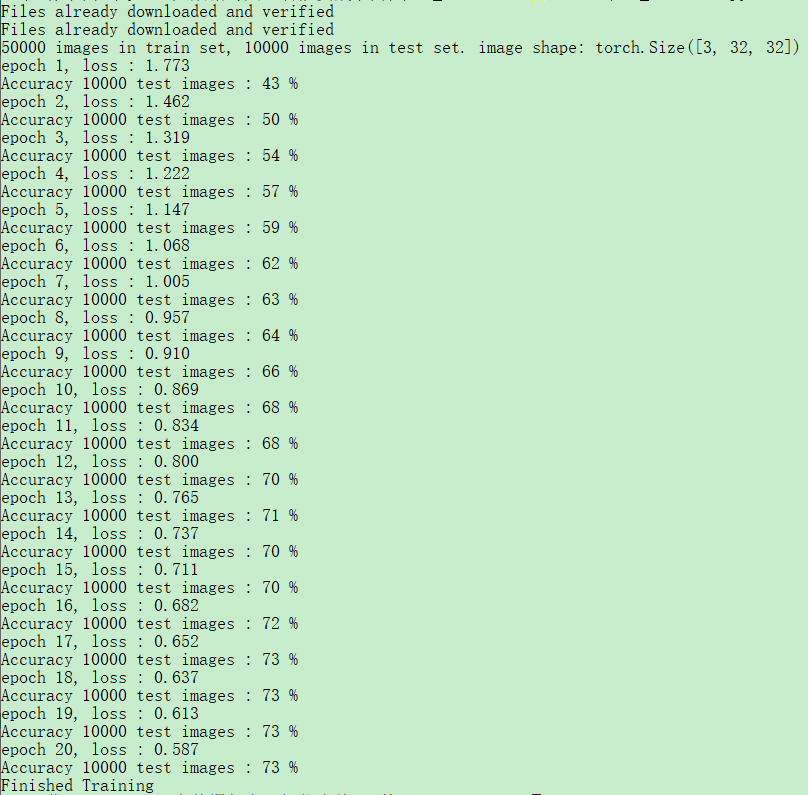 Files already downloaded and verified
Files already downloaded and verified
50000 images in train set, 10000 images in test set. image shape: torch.Size([3, 32, 32])
epoch 1, loss : 1.773
Accuracy 10000 test images : 43 %
epoch 2, loss : 1.462
Accuracy 10000 test images : 50 %
epoch 3, loss : 1.319
Accuracy 10000 test images : 54 %
epoch 4, loss : 1.222
Accuracy 10000 test images : 57 %
epoch 5, loss : 1.147
Accuracy 10000 test images : 59 %
epoch 6, loss : 1.068
Accuracy 10000 test images : 62 %
epoch 7, loss : 1.005
Accuracy 10000 test images : 63 %
epoch 8, loss : 0.957
Accuracy 10000 test images : 64 %
epoch 9, loss : 0.910
Accuracy 10000 test images : 66 %
epoch 10, loss : 0.869
Accuracy 10000 test images : 68 %
epoch 11, loss : 0.834
Accuracy 10000 test images : 68 %
epoch 12, loss : 0.800
Accuracy 10000 test images : 70 %
epoch 13, loss : 0.765
Accuracy 10000 test images : 71 %
epoch 14, loss : 0.737
Accuracy 10000 test images : 70 %
epoch 15, loss : 0.711
Accuracy 10000 test images : 70 %
epoch 16, loss : 0.682
Accuracy 10000 test images : 72 %
epoch 17, loss : 0.652
Accuracy 10000 test images : 73 %
epoch 18, loss : 0.637
Accuracy 10000 test images : 73 %
epoch 19, loss : 0.613
Accuracy 10000 test images : 73 %
epoch 20, loss : 0.587
Accuracy 10000 test images : 73 %
Finished Training